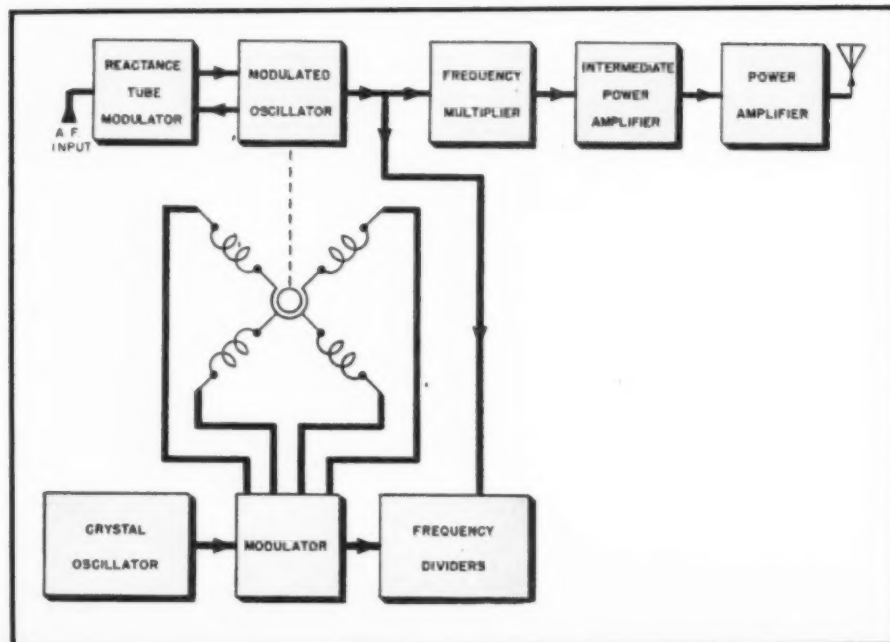 REACTANCE
TUBE
MODULATOR
MODULATED
OSCILLATOR
FREQUENCY
MULTIPLIER
INTERMEDIATE
POWER
AMPLIFIER
POWER
AMPLIFIER
A.F.
INPUT
CRYSTAL
OSCILLATOR
MODULATOR
FREQUENCY
DIVIDERS